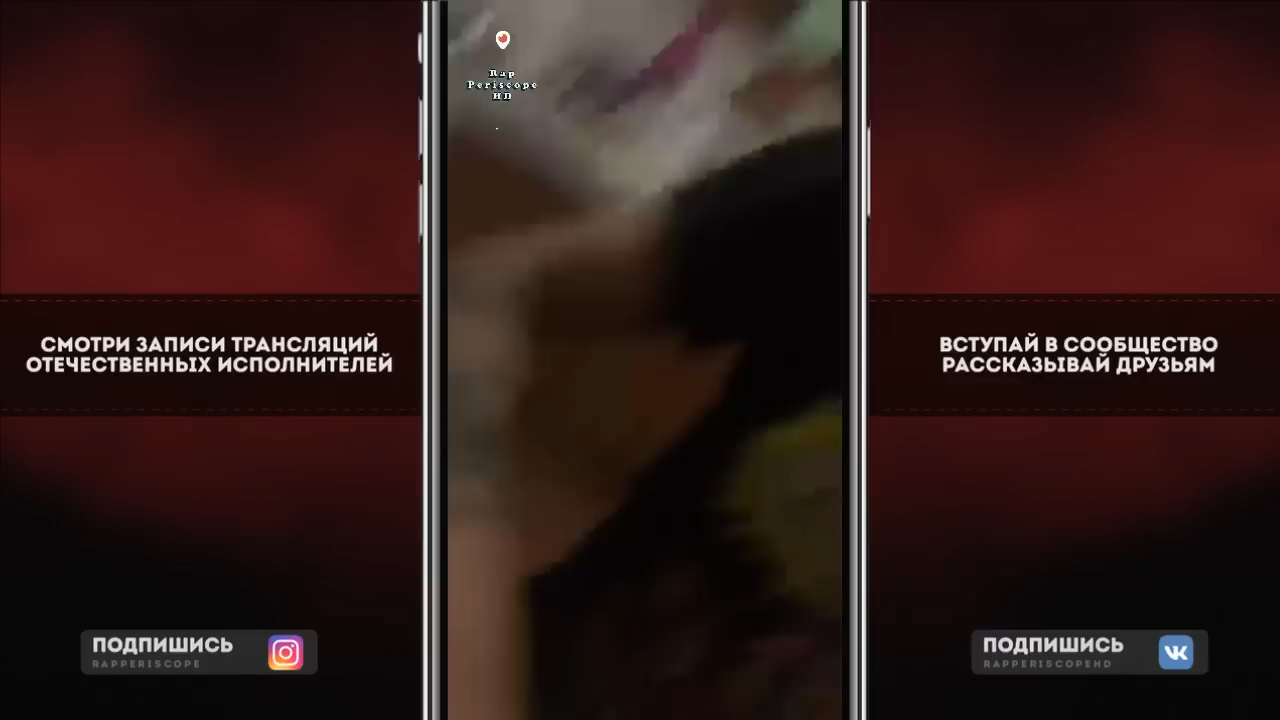 Rap
Periscope
HD
СМОТРИ ЗАПИСИ ТРАНСЛЯЦИЙ
ОТЕЧЕСТВЕННЫХ ИСПОЛНИТЕЛЕЙ
ВСТУПАЙ В СООБЩЕСТВО
РАССКАЗЫВАЙ ДРУЗЬЯМ
ПОДПИШИСЬ
RAPPERISCOPE
ПОДПИШИСЬ
RAPPERISCOPEHD